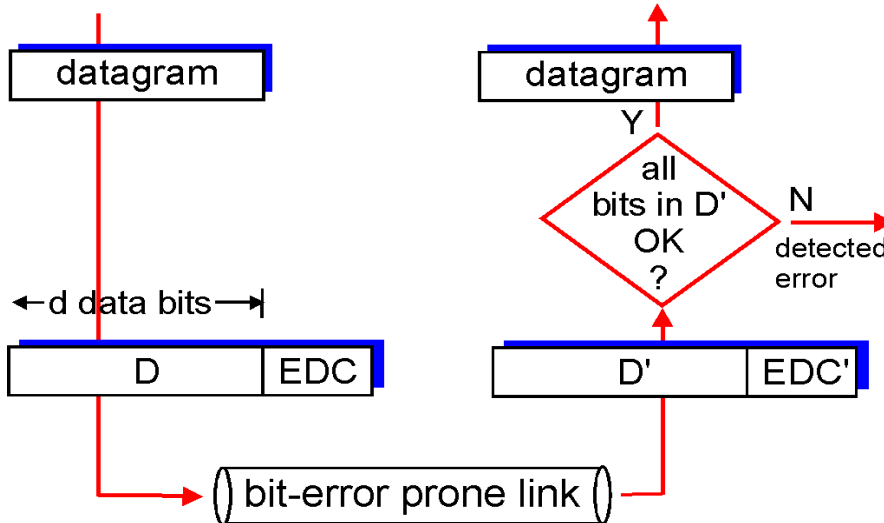 datagram
d data bits
D
EDC
bit-error prone link
datagram
Y
all
bits in D'
OK
?
N
detected
error
D'
EDC'